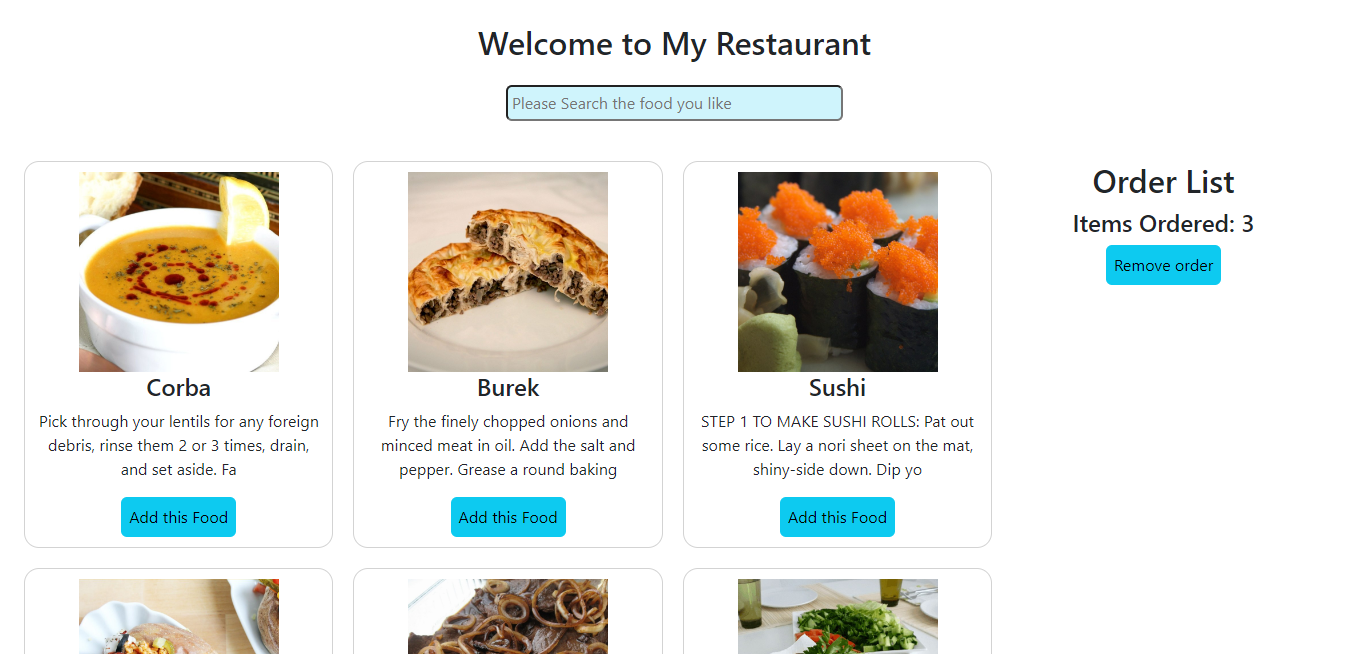 Welcome to My Restaurant
Please Search the food you like
Corba
Pick through your lentils for any foreign
debris, rinse them 2 or 3 times, drain,
and set aside. Fa
Add this Food
Burek
Fry the finely chopped onions and
minced meat in oil. Add the salt and
pepper. Grease a round baking
Add this Food
Sushi
STEP 1 TO MAKE SUSHI ROLLS: Pat out
some rice. Lay a nori sheet on the mat,
shiny-side down. Dip yo
Add this Food
Order List
Items Ordered: 3
Remove order